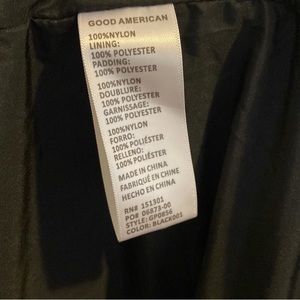 GOOD AMERICAN
100%NYLON
LINING:
100% POLYESTER
PADDING:
100% POLYESTER
100%NYLON
DOUBLURE:
100% POLYESTER
GARNISSAGE:
100% POLYESTER
100%NYLON
FORRO:
100% POLIÉSTER
RELLENO:
100% POLIÉSTER
MADE IN CHINA
FABRIQUÉ EN CHINE
HECHO EN CHINA
RN# 151301
PO# 06873-00
STYLE: GP0856
COLOR: BLACK001